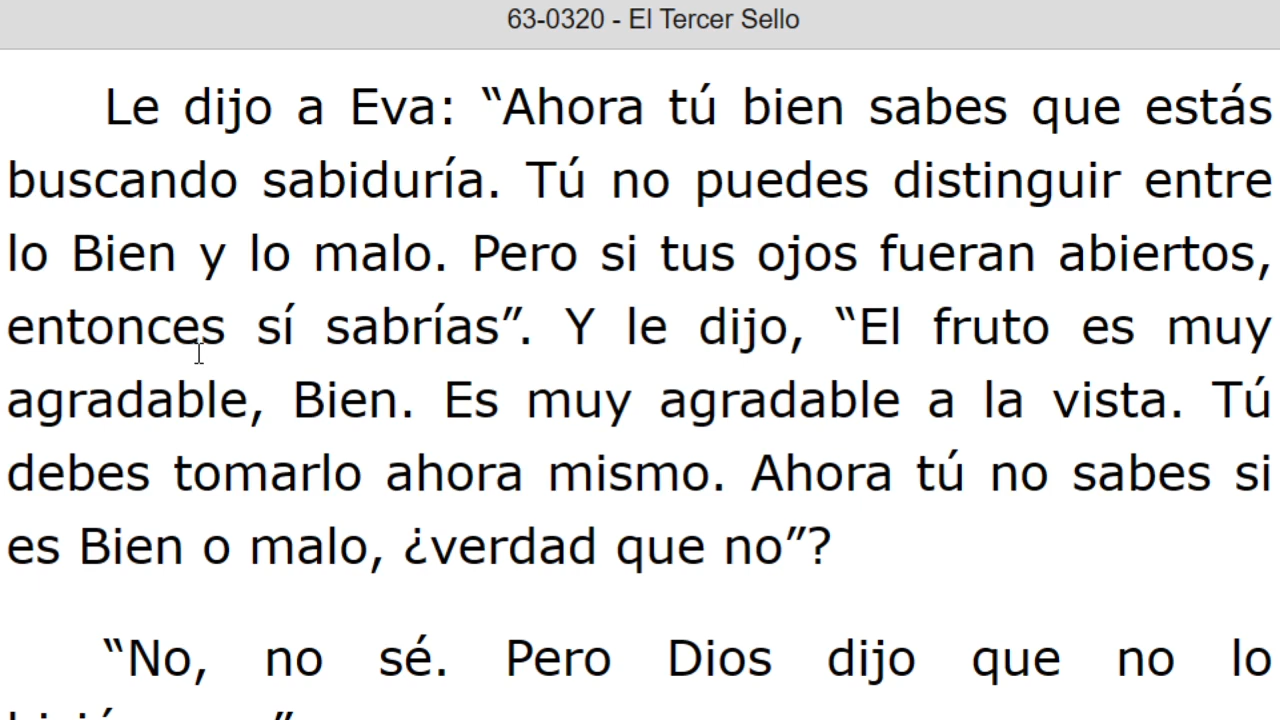 63-0320 - El Tercer Sello
Le dijo a Eva: “Ahora tú bien sabes que estás
buscando sabiduría. Tú no puedes distinguir entre
lo Bien y lo malo. Pero si tus ojos fueran abiertos,
entonces sí sabrías”. Y le dijo, “El fruto es muy
agradable, Bien. Es muy agradable a la vista. Tú
debes tomarlo ahora mismo. Ahora tú no sabes si
es Bien o malo, ¿verdad que no”?
“No, no sé. Pero Dios dijo que no lo